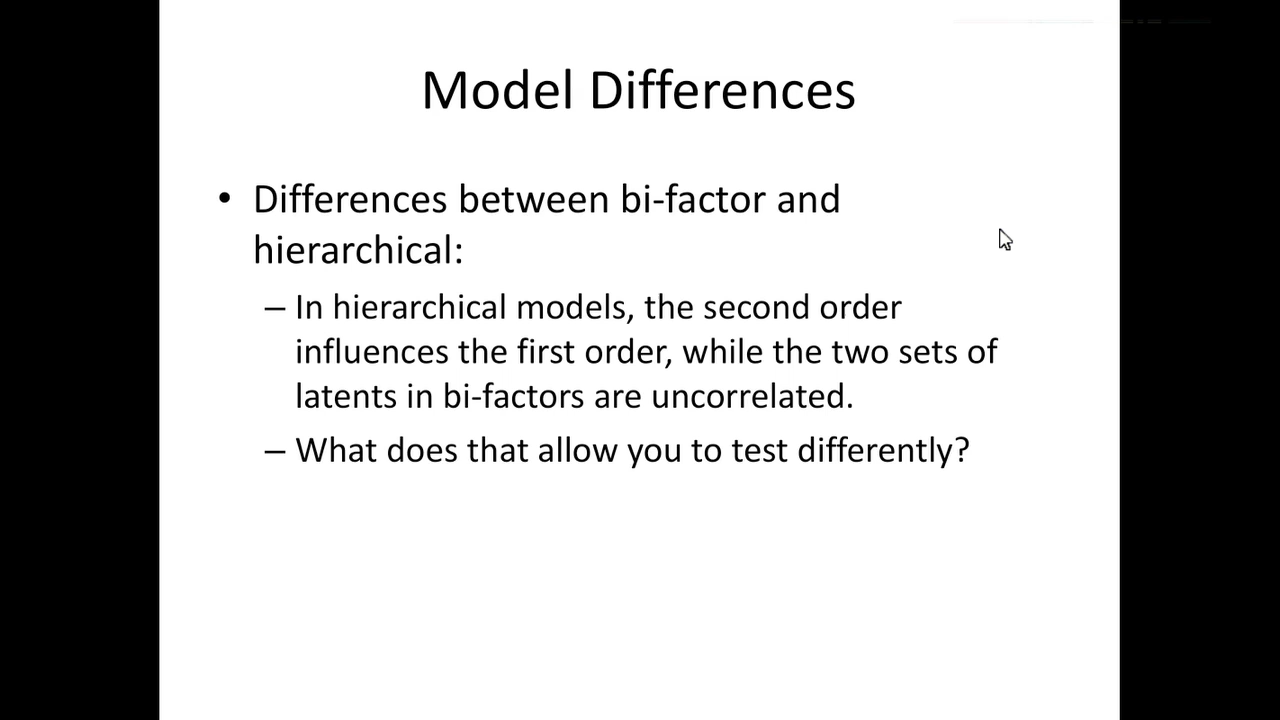 Model Differences
• Differences between bi-factor and
hierarchical:
– In hierarchical models, the second order
influences the first order, while the two sets of
latents in bi-factors are uncorrelated.
– What does that allow you to test differently?